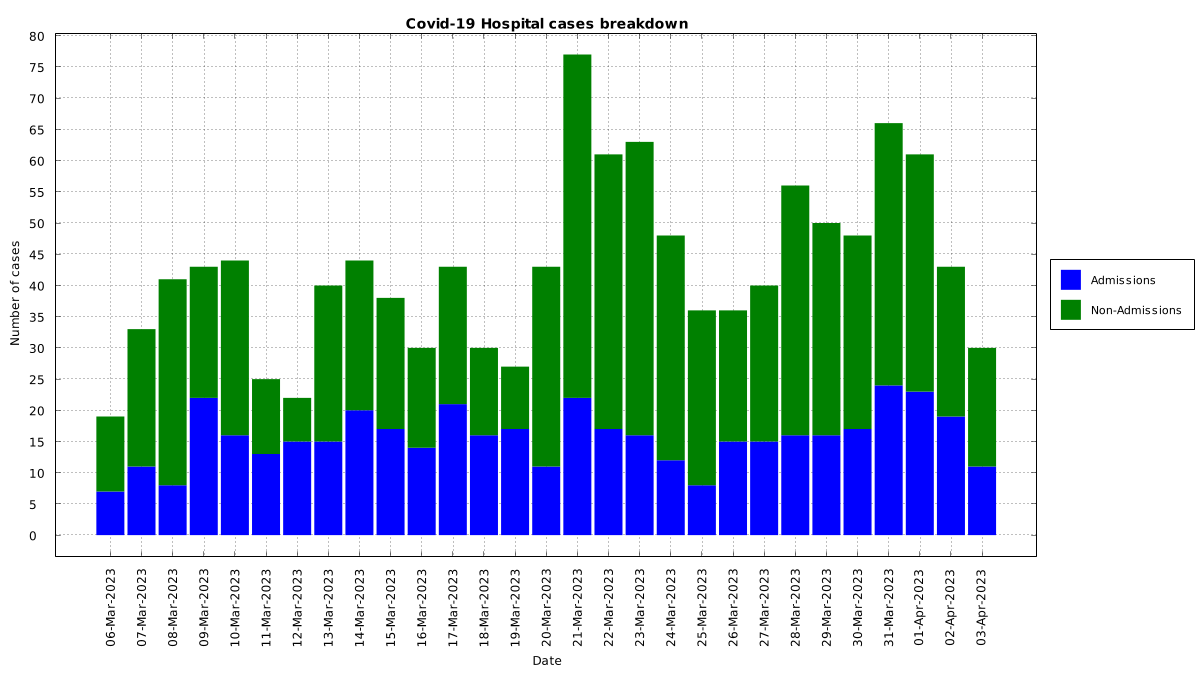 Covid-19 Hospital cases breakdown
80
75
70
65
60
55
50
45
40
35
30
25
20
15
10
5
0
Number of cases
06-Mar-2023
07-Mar-2023
08-Mar-2023
09-Mar-2023
10-Mar-2023
11-Mar-2023
12-Mar-2023
13-Mar-2023
14-Mar-2023
15-Mar-2023
16-Mar-2023
17-Mar-2023
18-Mar-2023
19-Mar-2023
20-Mar-2023
21-Mar-2023
22-Mar-2023
23-Mar-2023
24-Mar-2023
25-Mar-2023
26-Mar-2023
27-Mar-2023
28-Mar-2023
29-Mar-2023
30-Mar-2023
31-Mar-2023
01-Apr-2023
02-Apr-2023
03-Apr-2023
Date
Admissions
Non-Admissions